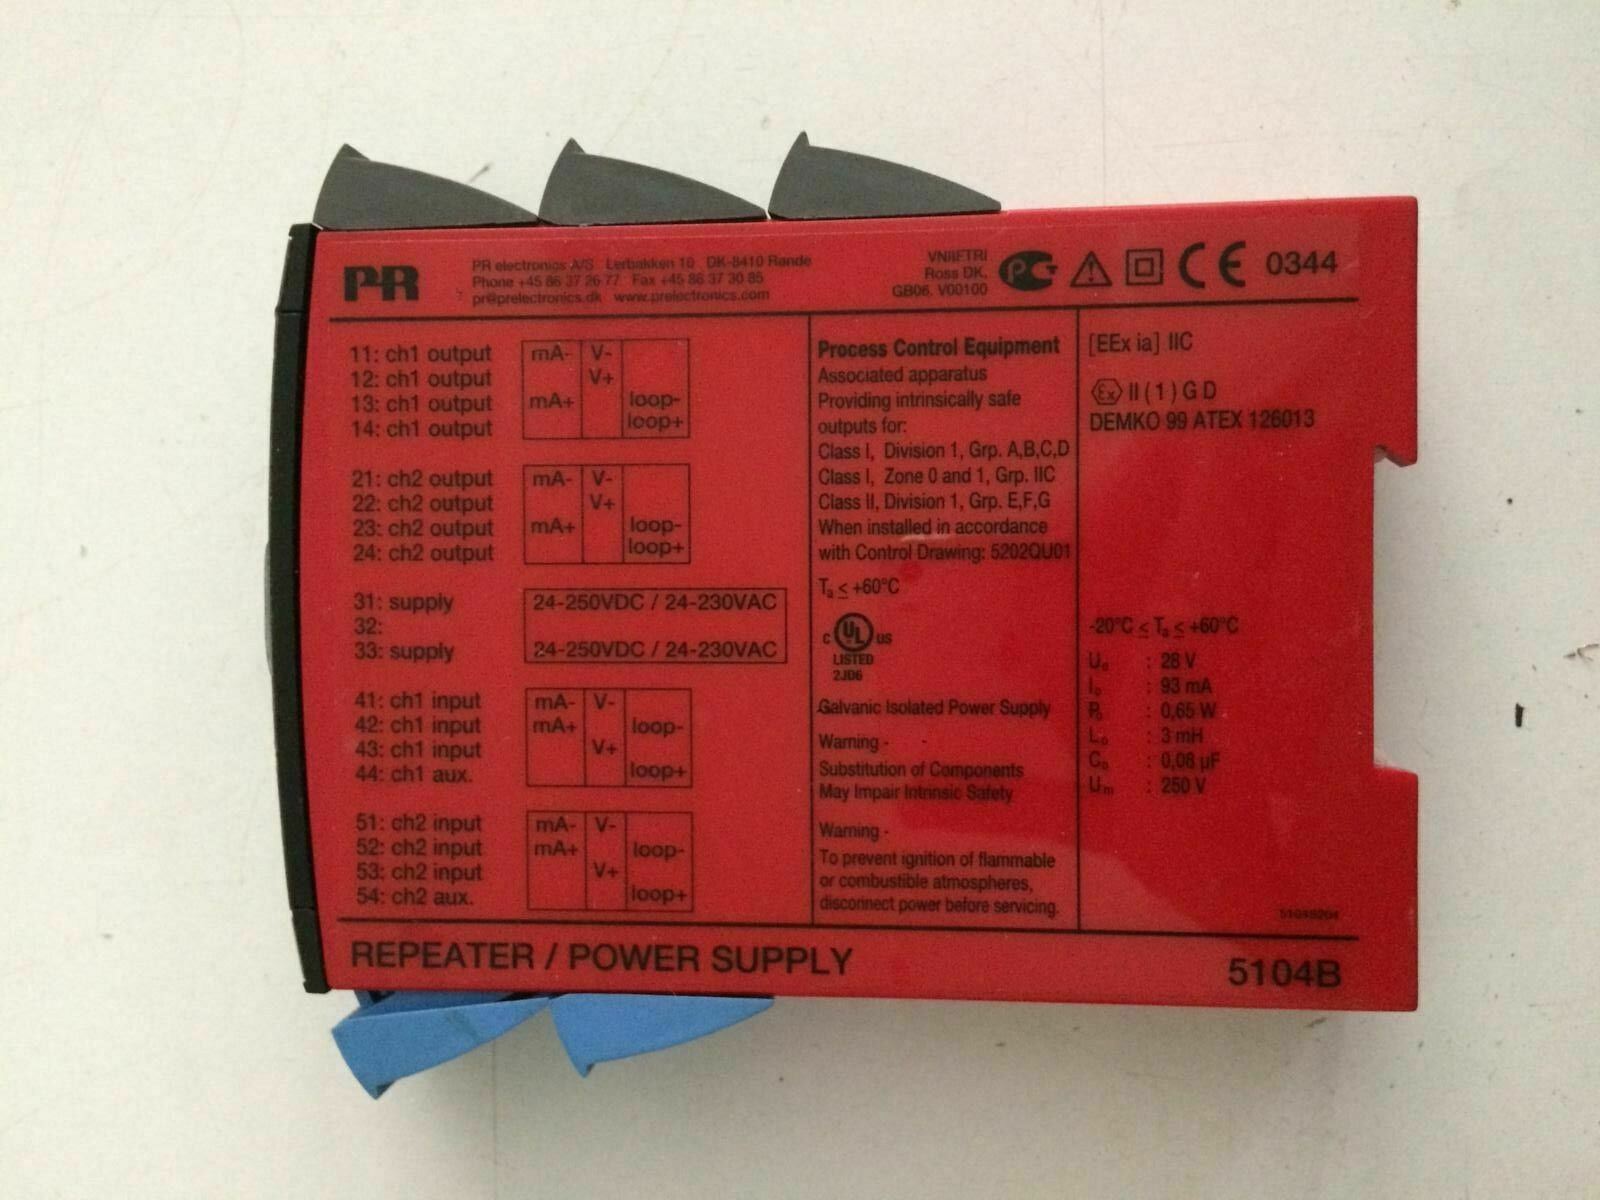 PR
PR electronics A/S Lerbakken 10 DK-8410 Rønde
Phone +45 86 37 26 77 Fax +45 86 37 30 85
pr@prelectronics.dk www.prelectronics.com
VNIIFTRI
Ross DK.
GB06. V00100
CE 0344
11: ch1 output mA- V-
12: ch1 output V+
13: ch1 output mA+ loop-
14: ch1 output loop+
21: ch2 output mA- V-
22: ch2 output V+
23: ch2 output mA+ loop-
24: ch2 output loop+
31: supply 24-250VDC / 24-230VAC
32:
33: supply 24-250VDC / 24-230VAC
41: ch1 input mA- V-
42: ch1 input mA+ loop-
43: ch1 input V+
44: ch1 aux. loop+
51: ch2 input mA- V-
52: ch2 input mA+ loop-
53: ch2 input V+
54: ch2 aux. loop+
Process Control Equipment
Associated apparatus
Providing intrinsically safe
outputs for:
Class I, Division 1, Grp. A,B,C,D
Class I, Zone 0 and 1, Grp. IIC
Class II, Division 1, Grp. E,F,G
When installed in accordance
with Control Drawing: 5202QU01
Ta ≤ +60°C
c UL us
LISTED
2JD6
Galvanic Isolated Power Supply
Warning -
Substitution of Components
May Impair Intrinsic Safety
Warning -
To prevent ignition of flammable
or combustible atmospheres,
disconnect power before servicing.
[EEx ia] IIC
Ex II (1) G D
DEMKO 99 ATEX 126013
-20°C ≤ Ta ≤ +60°C
Uo : 28 V
Io : 93 mA
Po : 0,65 W
Lo : 3 mH
Co : 0,08 µF
Um : 250 V
REPEATER / POWER SUPPLY
5104B